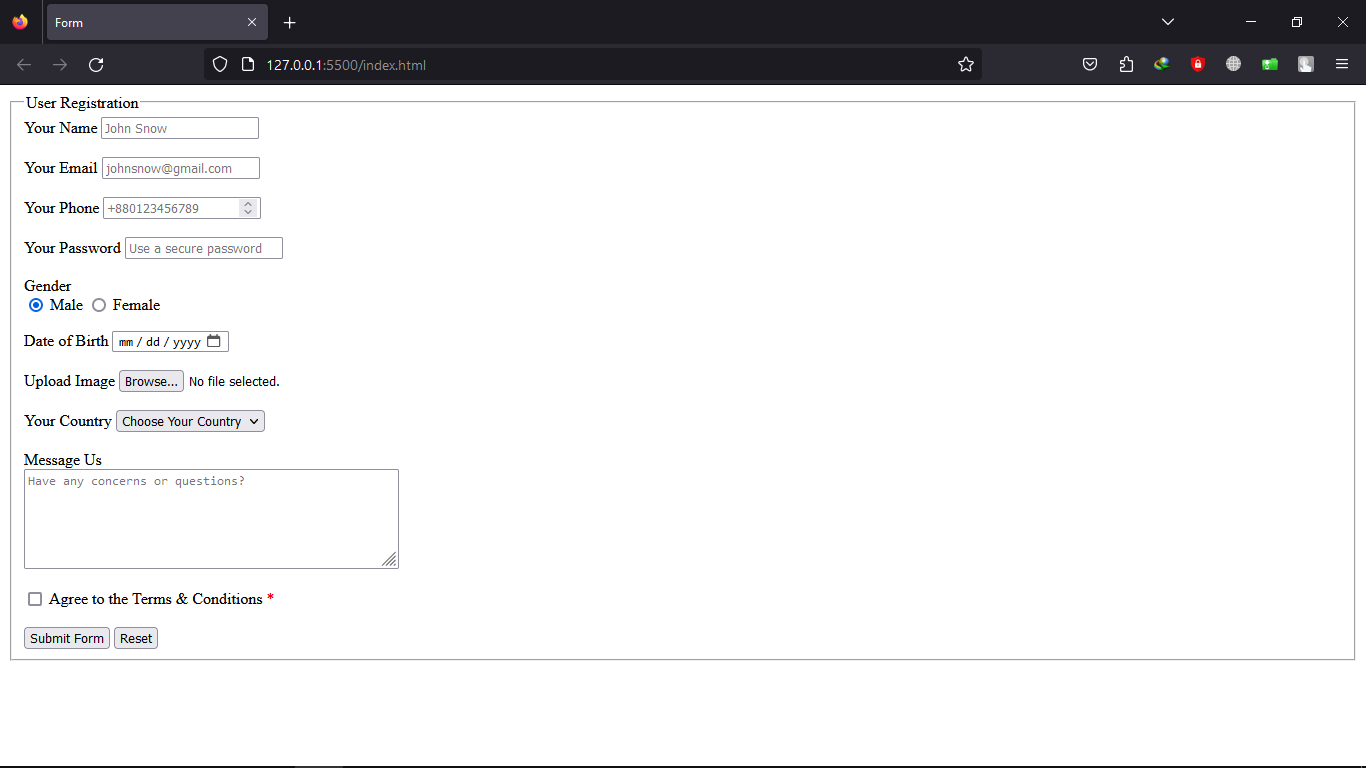 Form
127.0.0.1:5500/index.html
User Registration
Your Name John Snow
Your Email johnsnow@gmail.com
Your Phone +880123456789
Your Password Use a secure password
Gender
Male Female
Date of Birth mm / dd / yyyy
Upload Image Browse... No file selected.
Your Country Choose Your Country
Message Us
Have any concerns or questions?
Agree to the Terms & Conditions *
Submit Form Reset